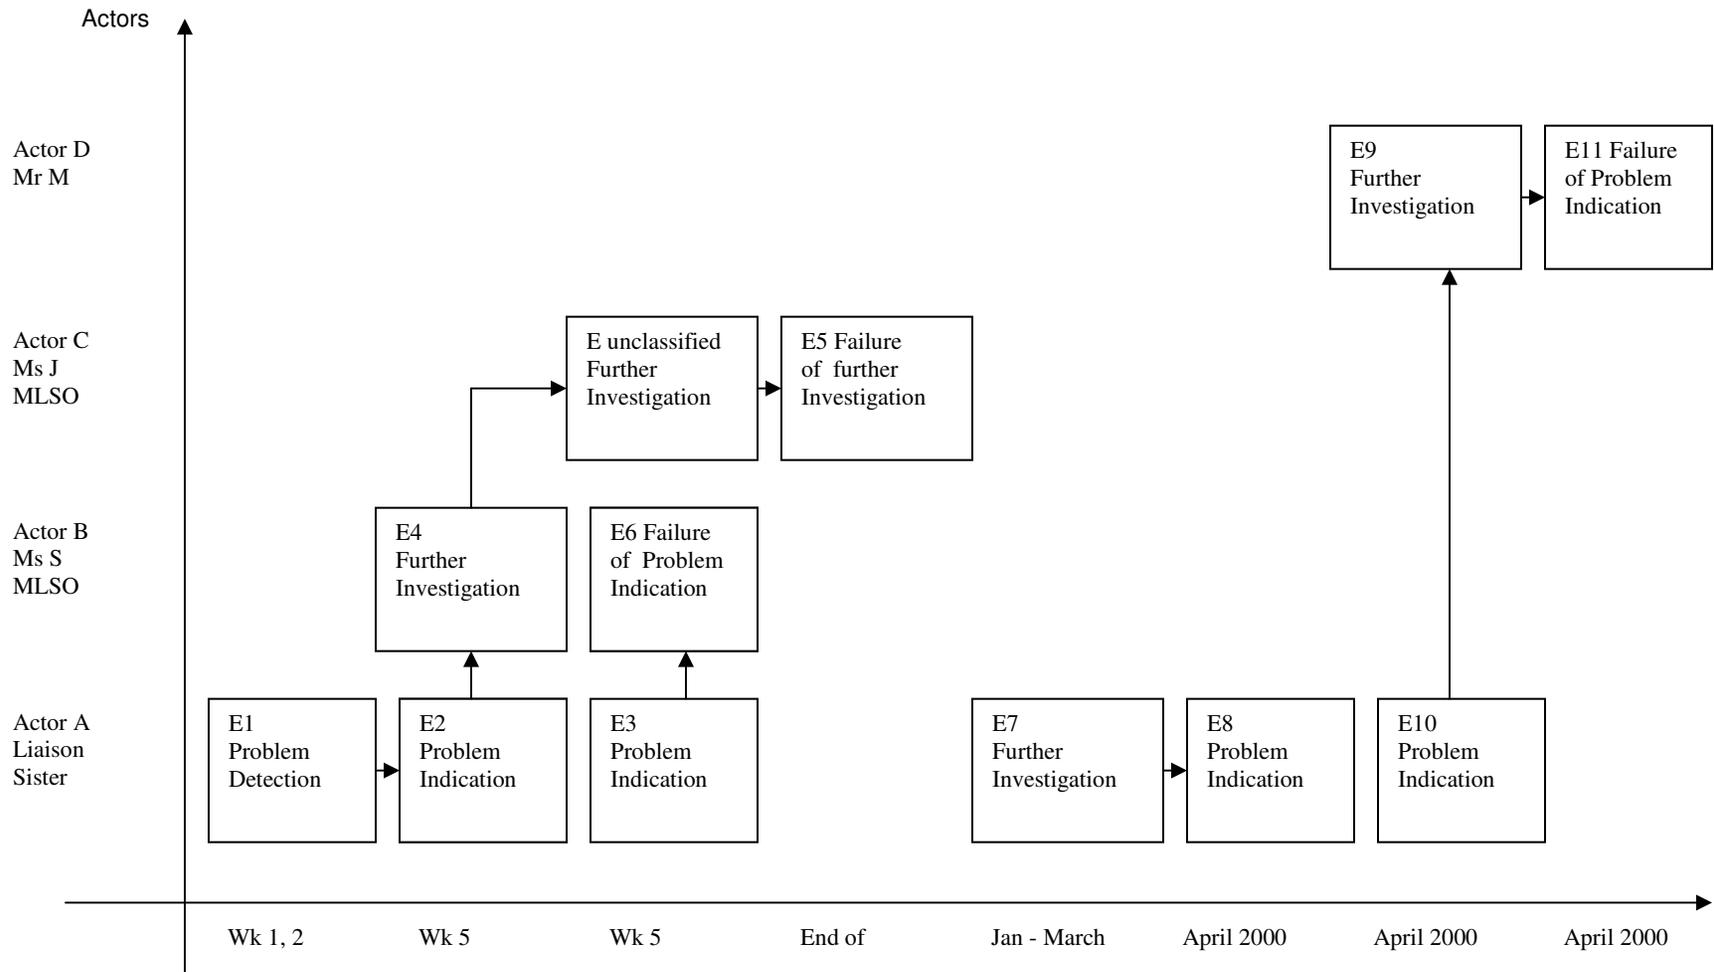 Actors
Actor D
Mr M
E9
Further
Investigation
E11 Failure
of Problem
Indication
Actor C
Ms J
MLSO
E unclassified
Further
Investigation
E5 Failure
of further
Investigation
Actor B
Ms S
MLSO
E4
Further
Investigation
E6 Failure
of Problem
Indication
Actor A
Liaison
Sister
E1
Problem
Detection
E2
Problem
Indication
E3
Problem
Indication
E7
Further
Investigation
E8
Problem
Indication
E10
Problem
Indication
Wk 1, 2
Wk 5
Wk 5
End of
Jan - March
April 2000
April 2000
April 2000